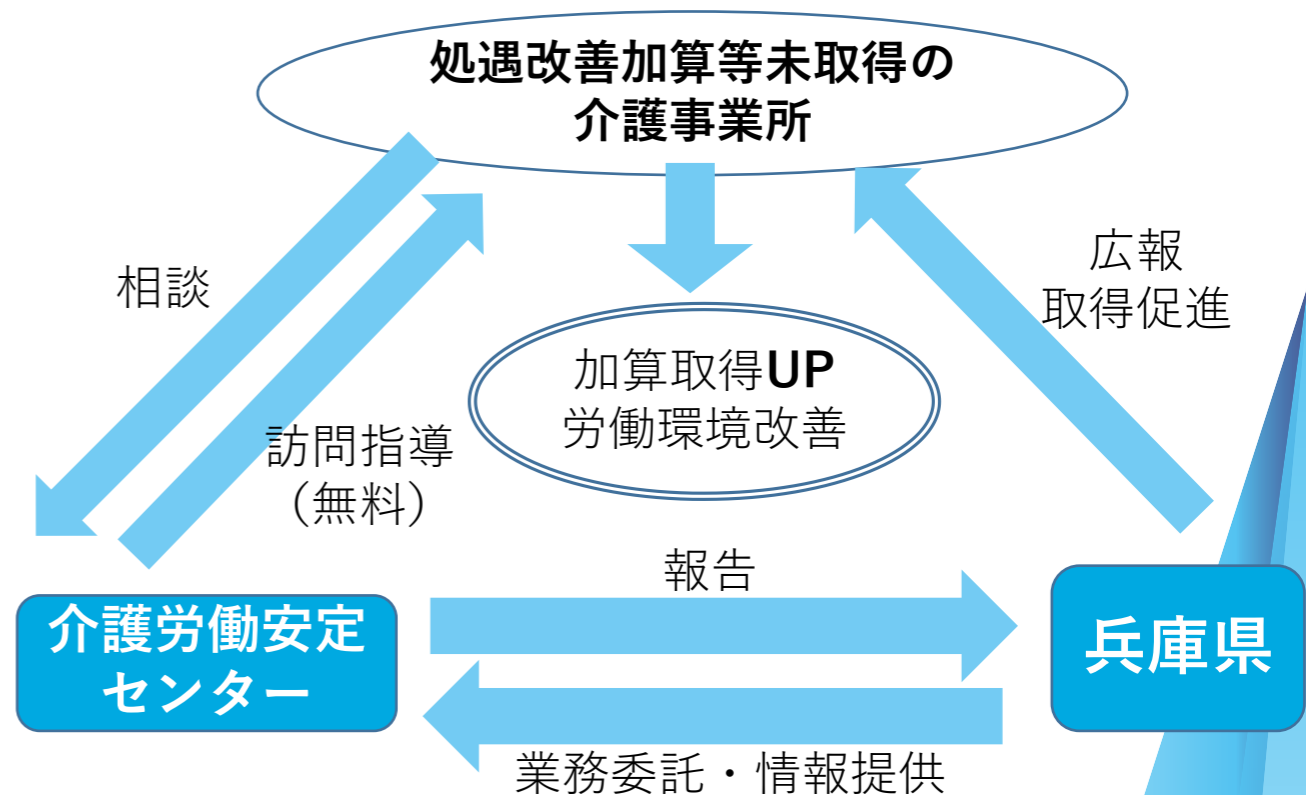 処遇改善加算等未取得の
介護事業所
相談
広報
取得促進
加算取得UP
労働環境改善
訪問指導
（無料）
報告
介護労働安定
センター
兵庫県
業務委託・情報提供